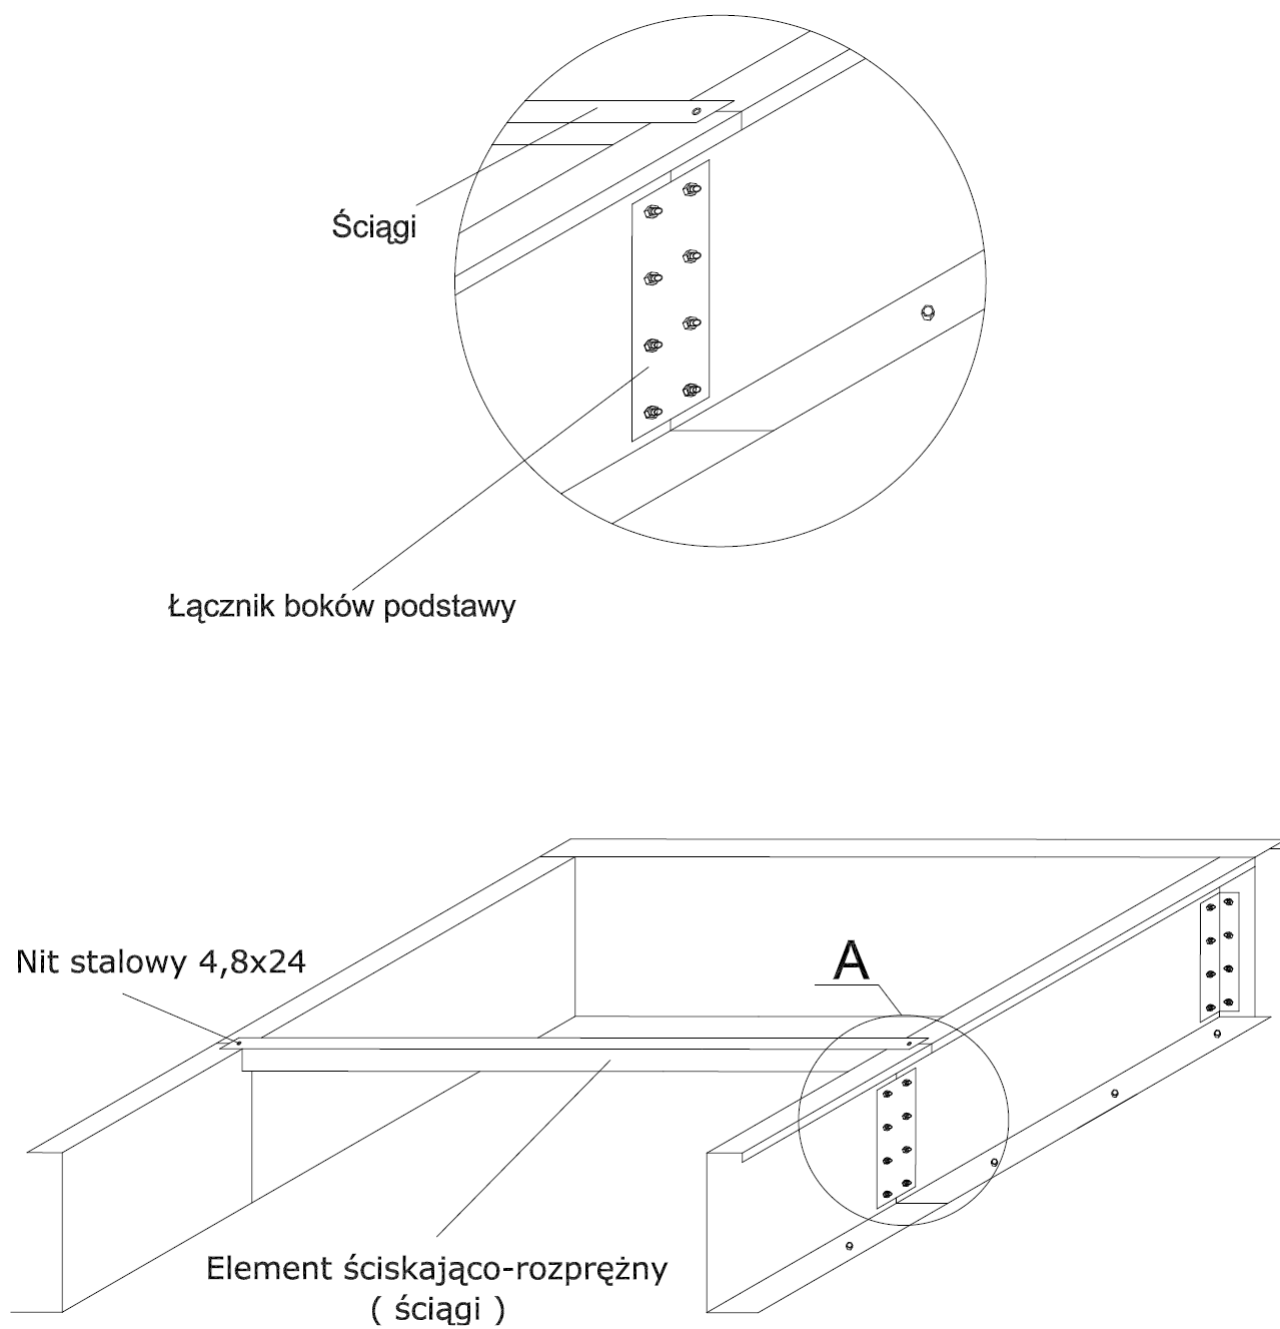 Ściągi
Łącznik boków podstawy
Nit stalowy 4,8x24
A
Element ściskająco-rozprężny
( ściągi )